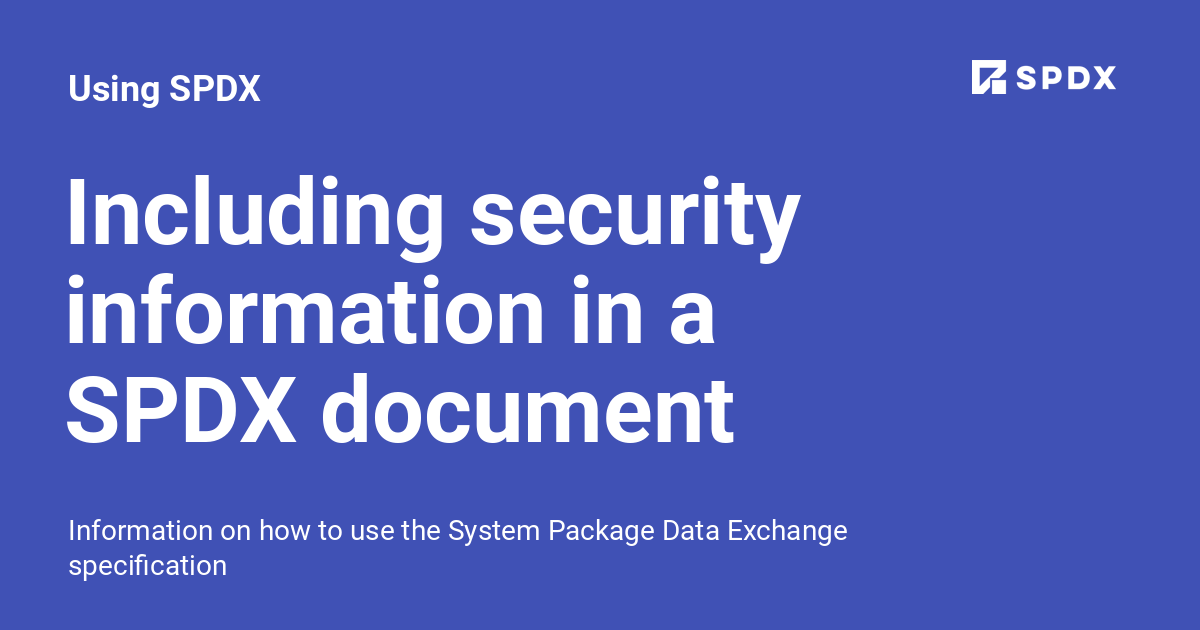 Using SPDX
SPDX
Including security
information in a
SPDX document
Information on how to use the System Package Data Exchange
specification